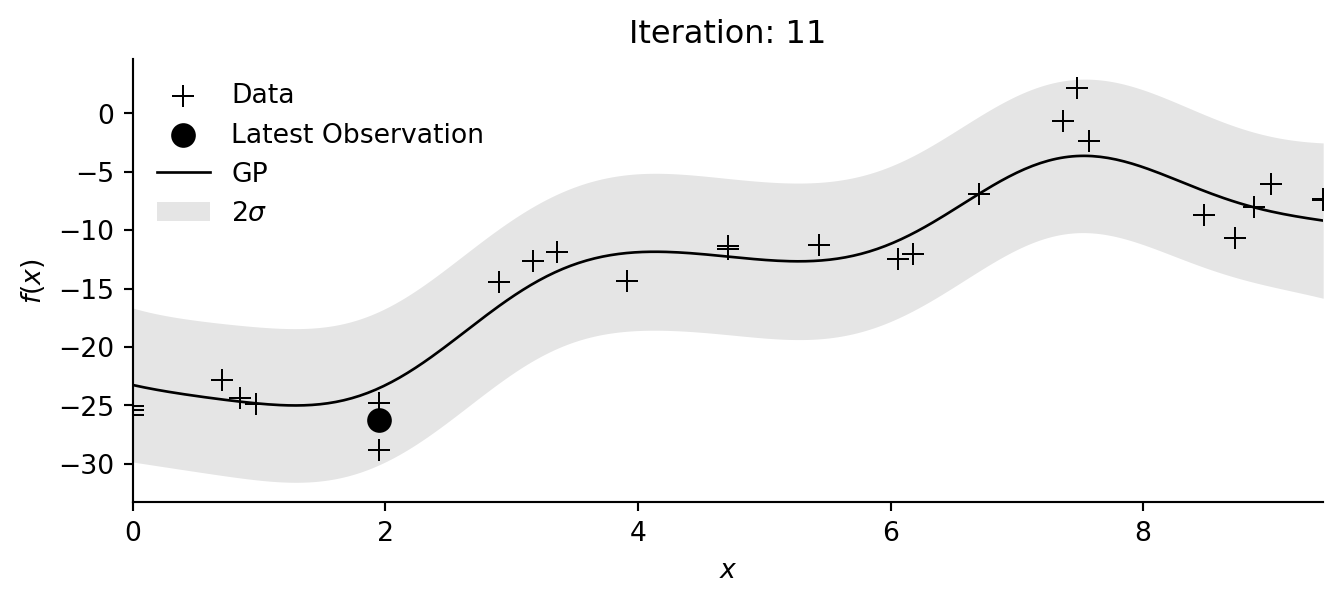 Iteration: 11
Data
Latest Observation
GP
2σ
f(x)
0
−5
−10
−15
−20
−25
−30
0 2 4 6 8
x